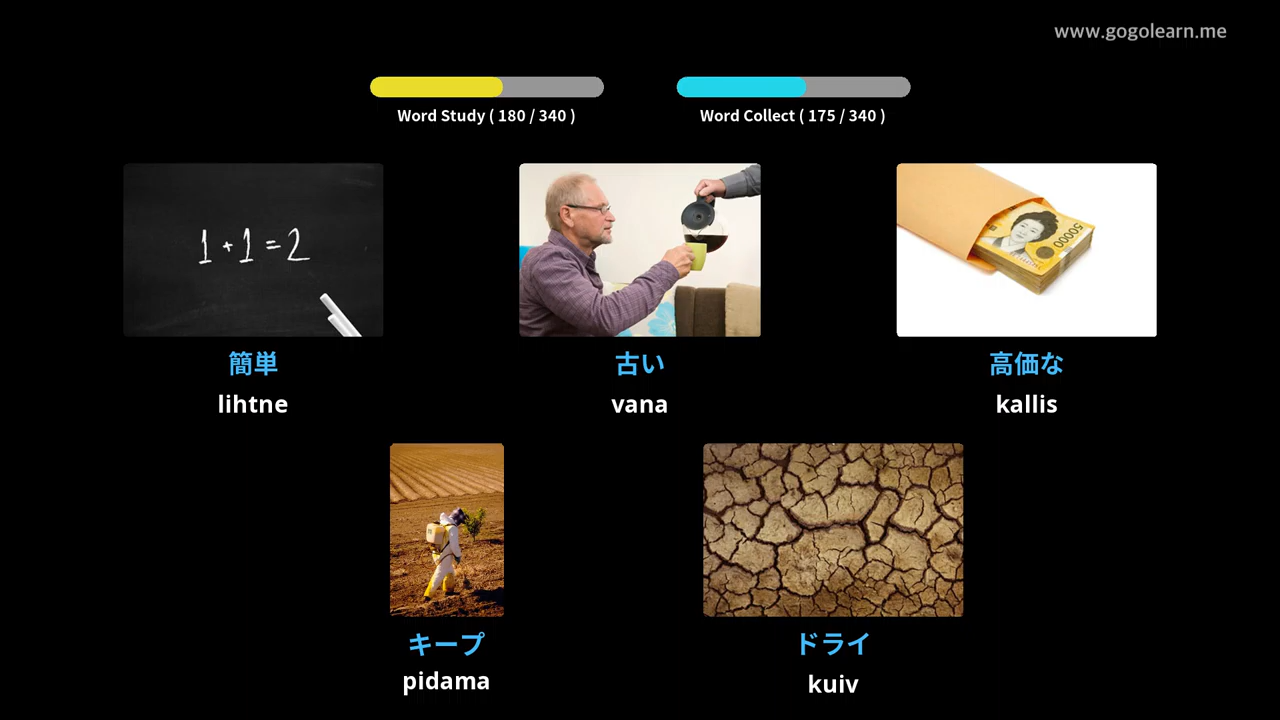 www.gogolearn.me
Word Study ( 180 / 340 )
Word Collect ( 175 / 340 )
1 + 1 = 2
50000
簡単
古い
高価な
lihtne
vana
kallis
キープ
ドライ
pidama
kuiv